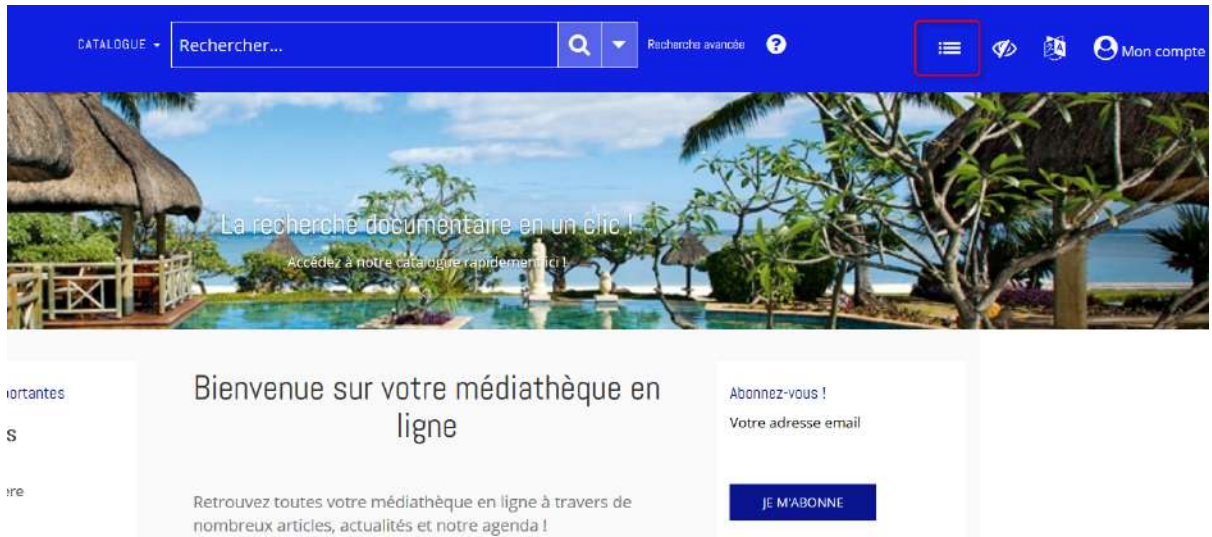 CATALOGUE
Rechercher...
Recherche avancée
?
Mon compte
La recherche documentaire en un clic !
Accédez à notre catalogue rapidement ici !
Bienvenue sur votre médiathèque en
ligne
Retrouvez toutes votre médiathèque en ligne à travers de
nombreux articles, actualités et notre agenda !
Abonnez-vous !
Votre adresse email
JE M'ABONNE